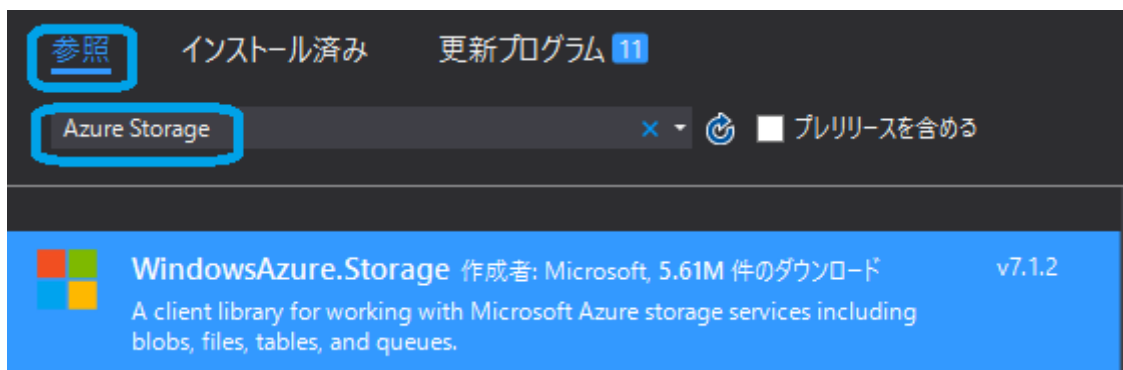 参照 インストール済み 更新プログラム 11
Azure Storage プレリリースを含める
WindowsAzure.Storage 作成者: Microsoft, 5.61M 件のダウンロード v7.1.2
A client library for working with Microsoft Azure storage services including
blobs, files, tables, and queues.